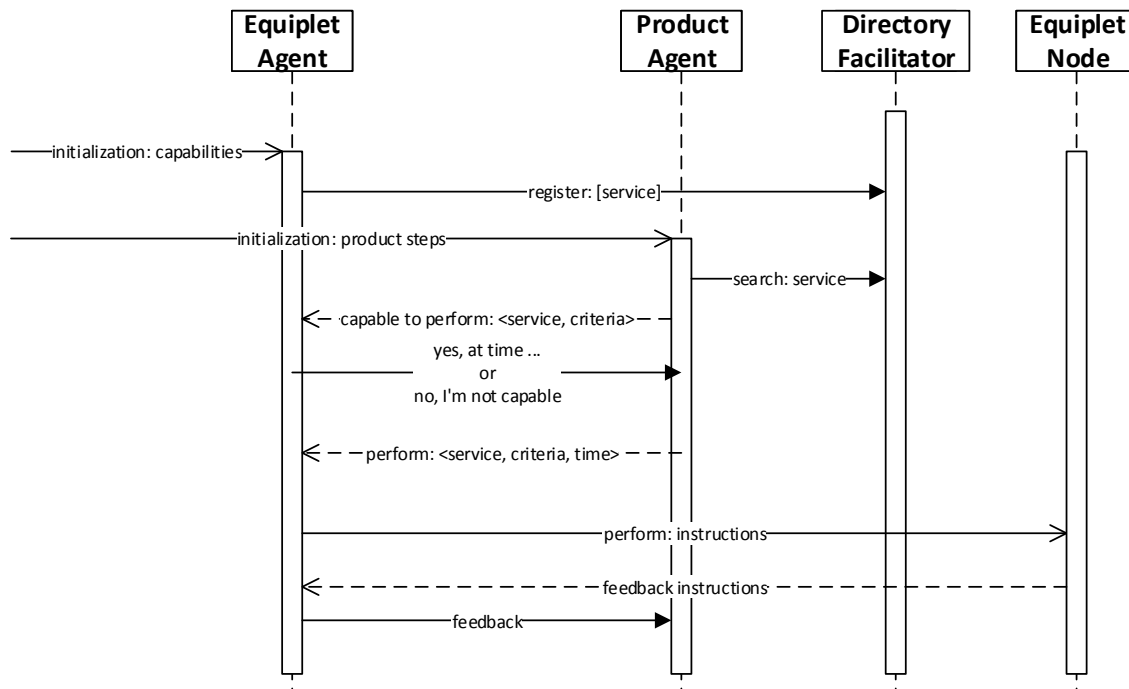 Equiplet
Agent
Product
Agent
Directory
Facilitator
Equiplet
Node
initialization: capabilities
register: [service]
initialization: product steps
search: service
capable to perform: <service, criteria>
yes, at time ...
or
no, I'm not capable
perform: <service, criteria, time>
perform: instructions
feedback instructions
feedback